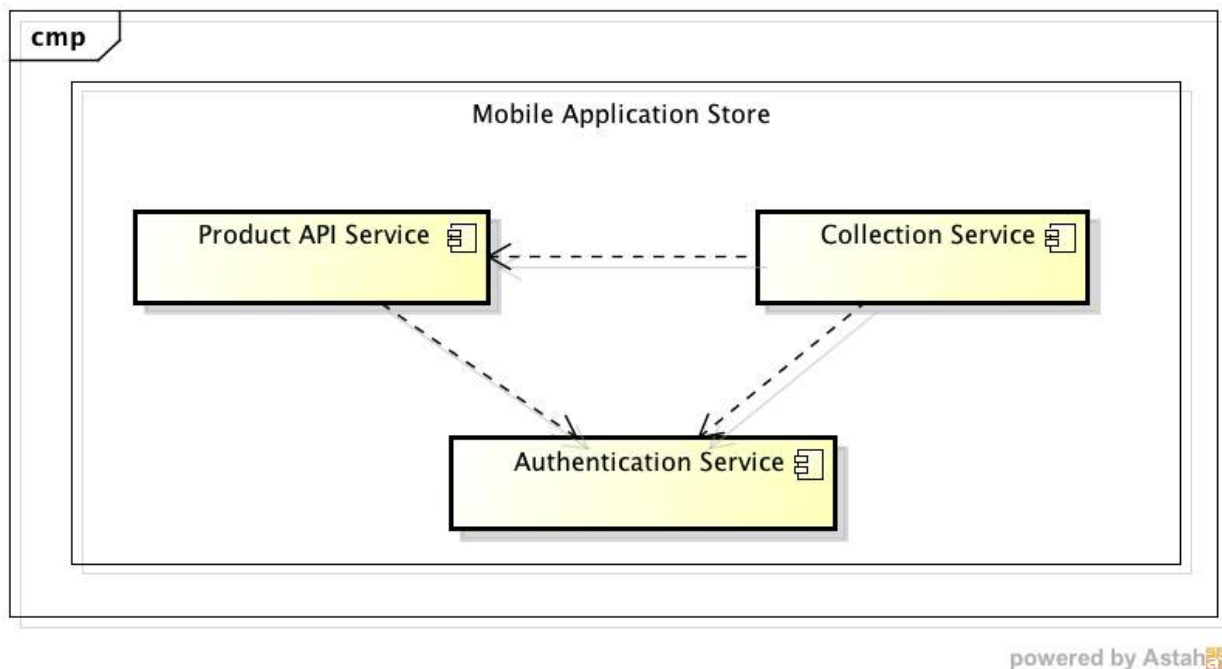 cmp
Mobile Application Store
Product API Service
Collection Service
Authentication Service
powered by Astah